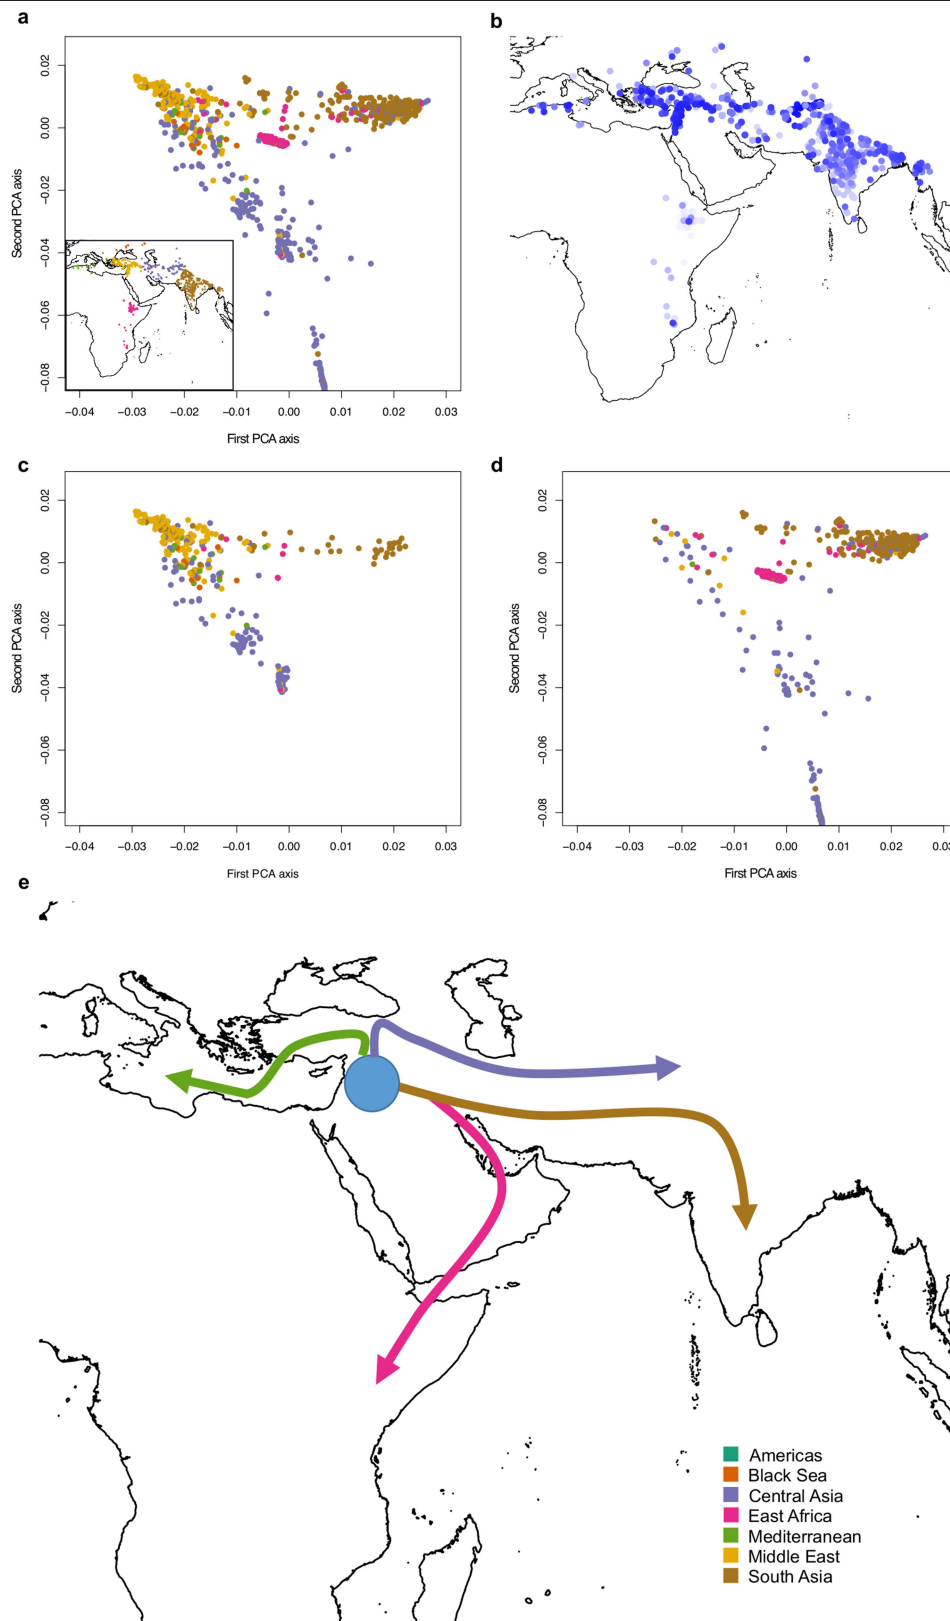 a
0.02
0.00
−0.02
−0.04
−0.06
−0.08
Second PCA axis
−0.04 −0.03 −0.02 −0.01 0.00 0.01 0.02 0.03
First PCA axis
b
c
0.02
0.00
−0.02
−0.04
−0.06
−0.08
Second PCA axis
−0.04 −0.03 −0.02 −0.01 0.00 0.01 0.02 0.03
First PCA axis
d
0.02
0.00
−0.02
−0.04
−0.06
−0.08
Second PCA axis
−0.04 −0.03 −0.02 −0.01 0.00 0.01 0.02
First PCA axis
e
Americas
Black Sea
Central Asia
East Africa
Mediterranean
Middle East
South Asia